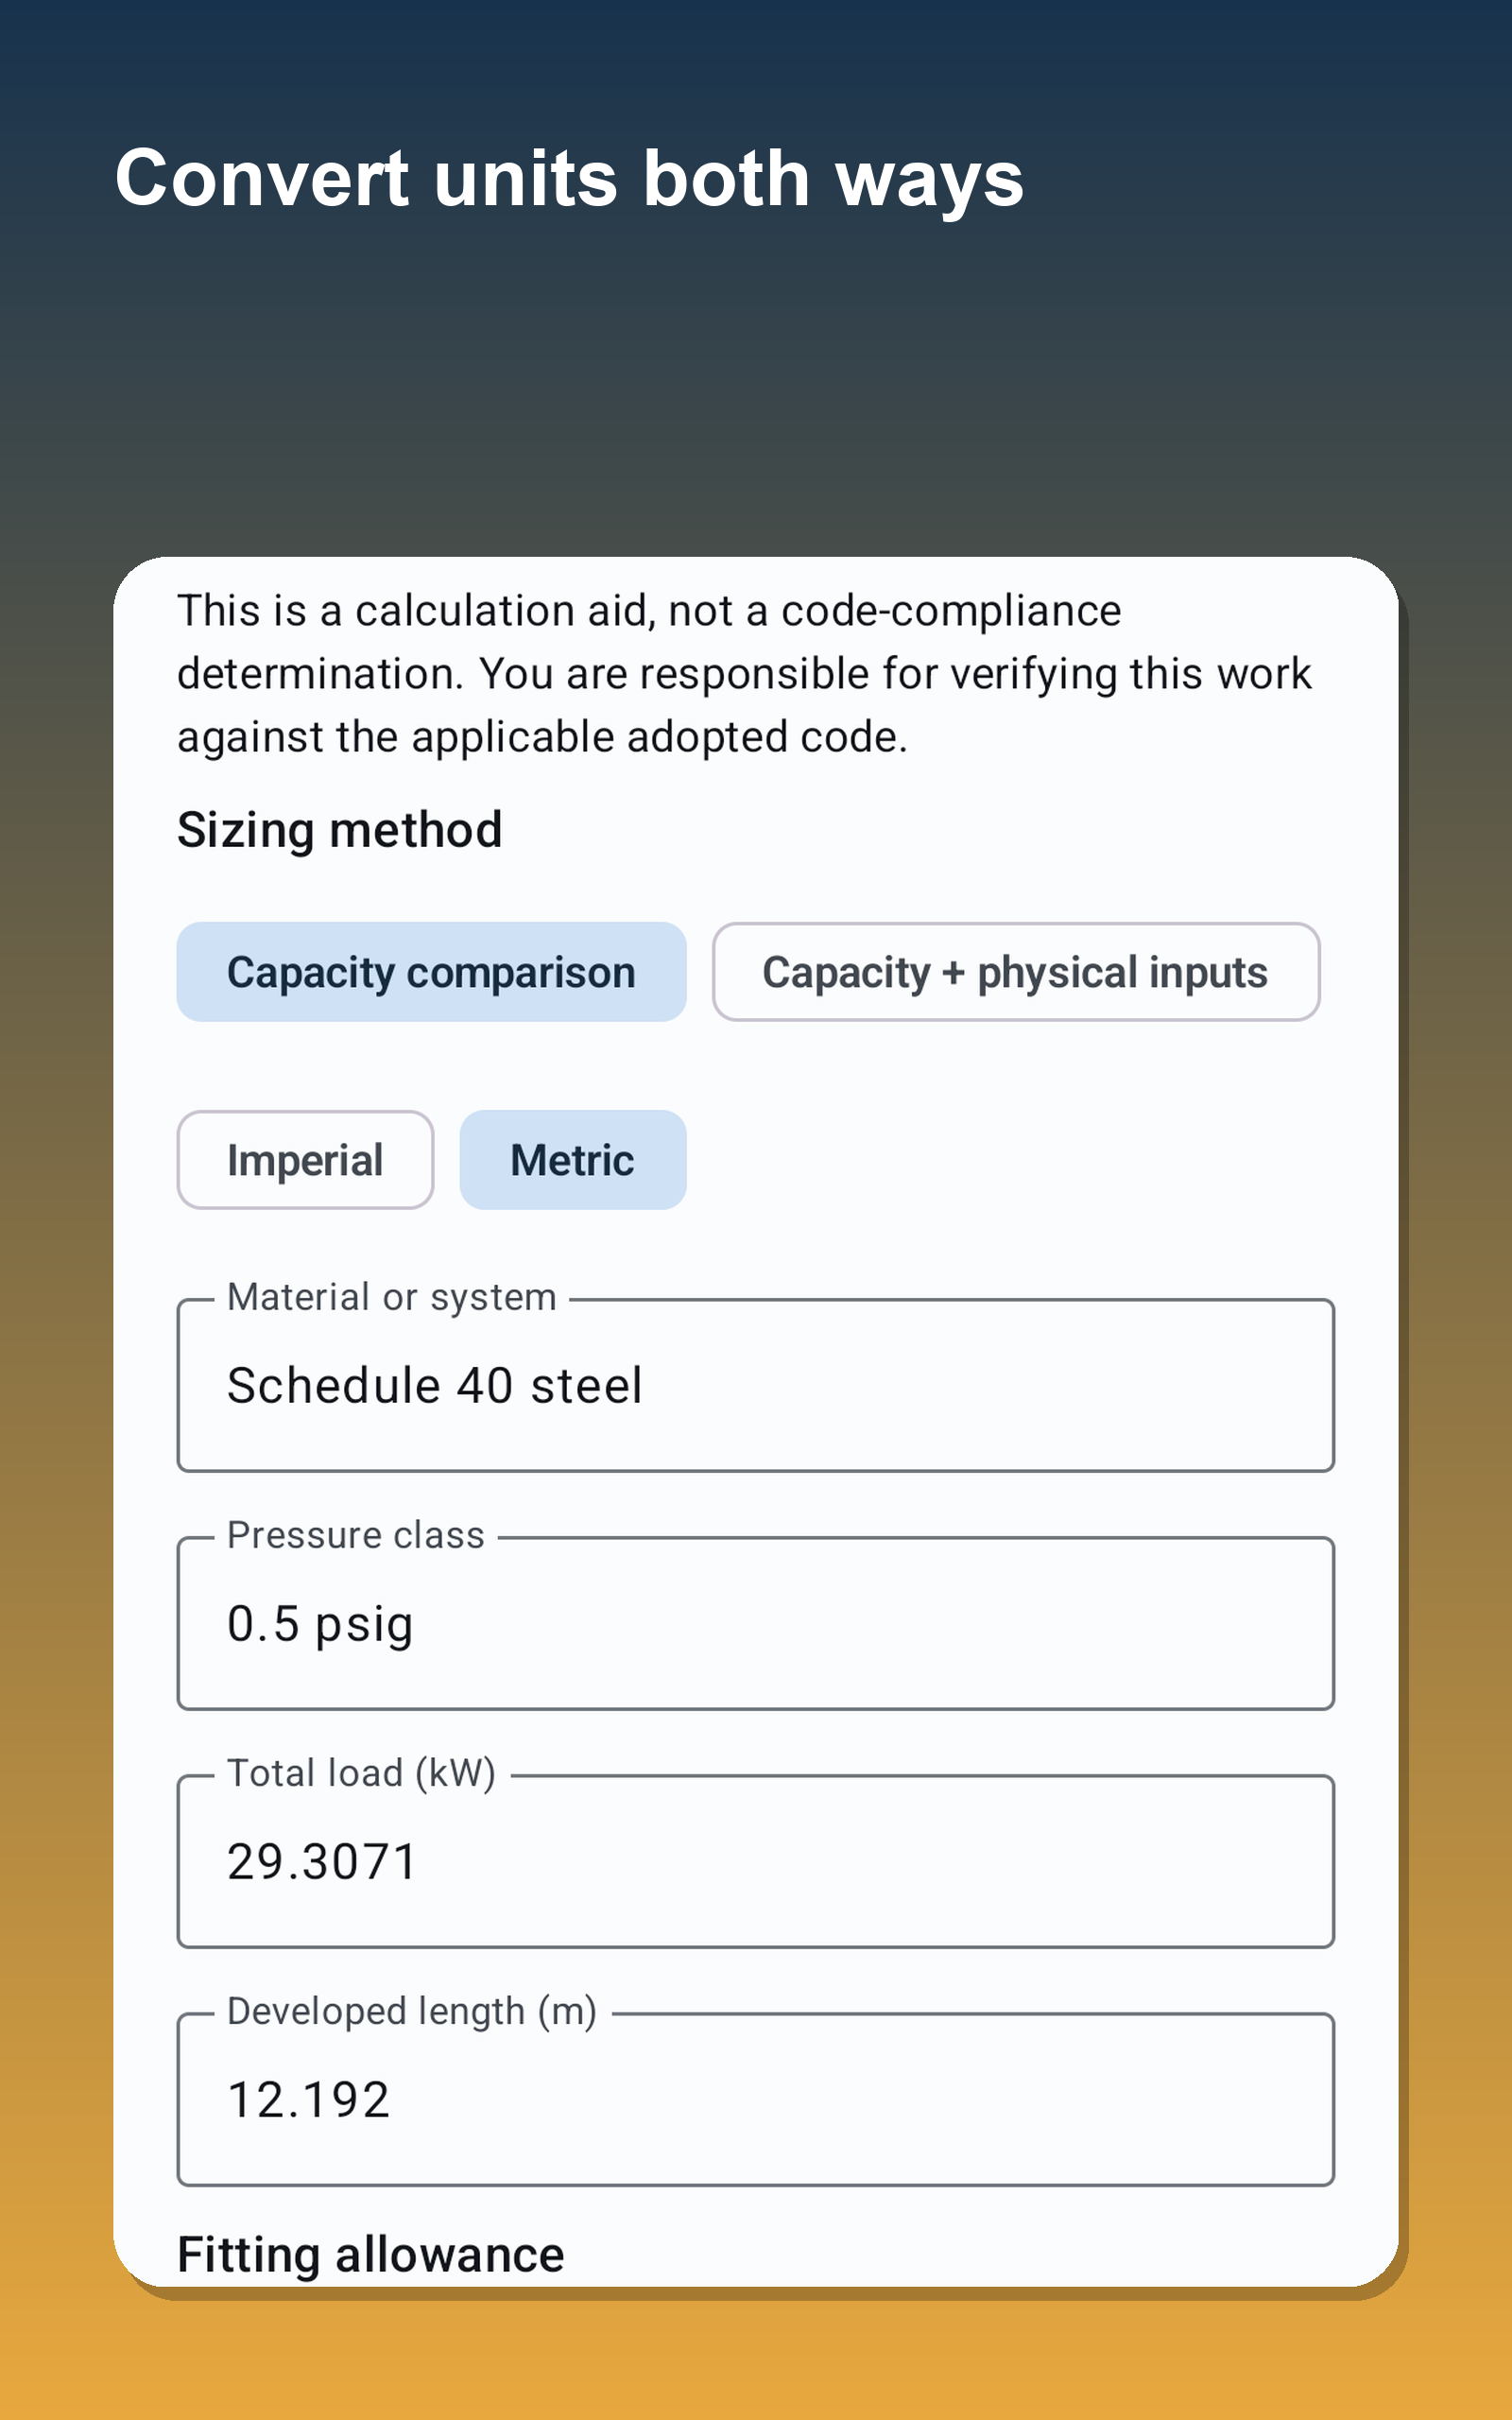 Convert units both ways
This is a calculation aid, not a code-compliance
determination. You are responsible for verifying this work
against the applicable adopted code.
Sizing method
Capacity comparison
Capacity + physical inputs
Imperial
Metric
Material or system
Schedule 40 steel
Pressure class
0.5 psig
Total load (kW)
29.3071
Developed length (m)
12.192
Fitting allowance